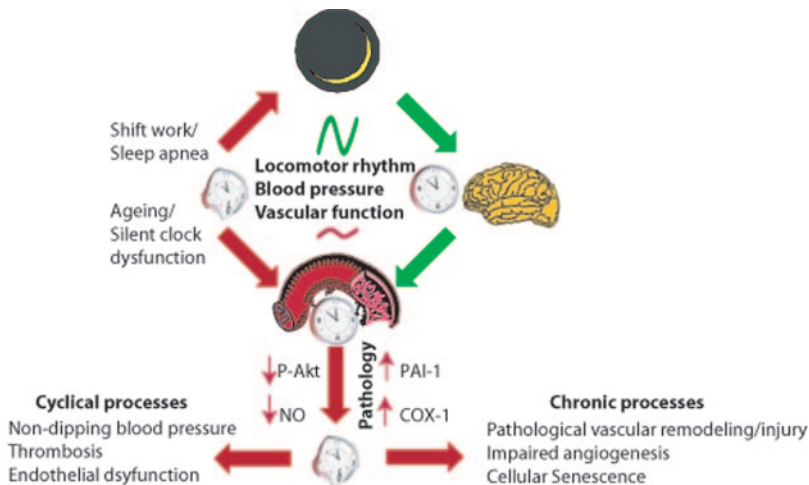 Shift work/
Sleep apnea
Locomotor rhythm
Blood pressure
Vascular function
Ageing/
Silent clock
dysfunction
P-Akt
NO
Pathology
PAI-1
COX-1
Cyclical processes
Non-dipping blood pressure
Thrombosis
Endothelial dsyfunction
Chronic processes
Pathological vascular remodeling/injury
Impaired angiogenesis
Cellular Senescence